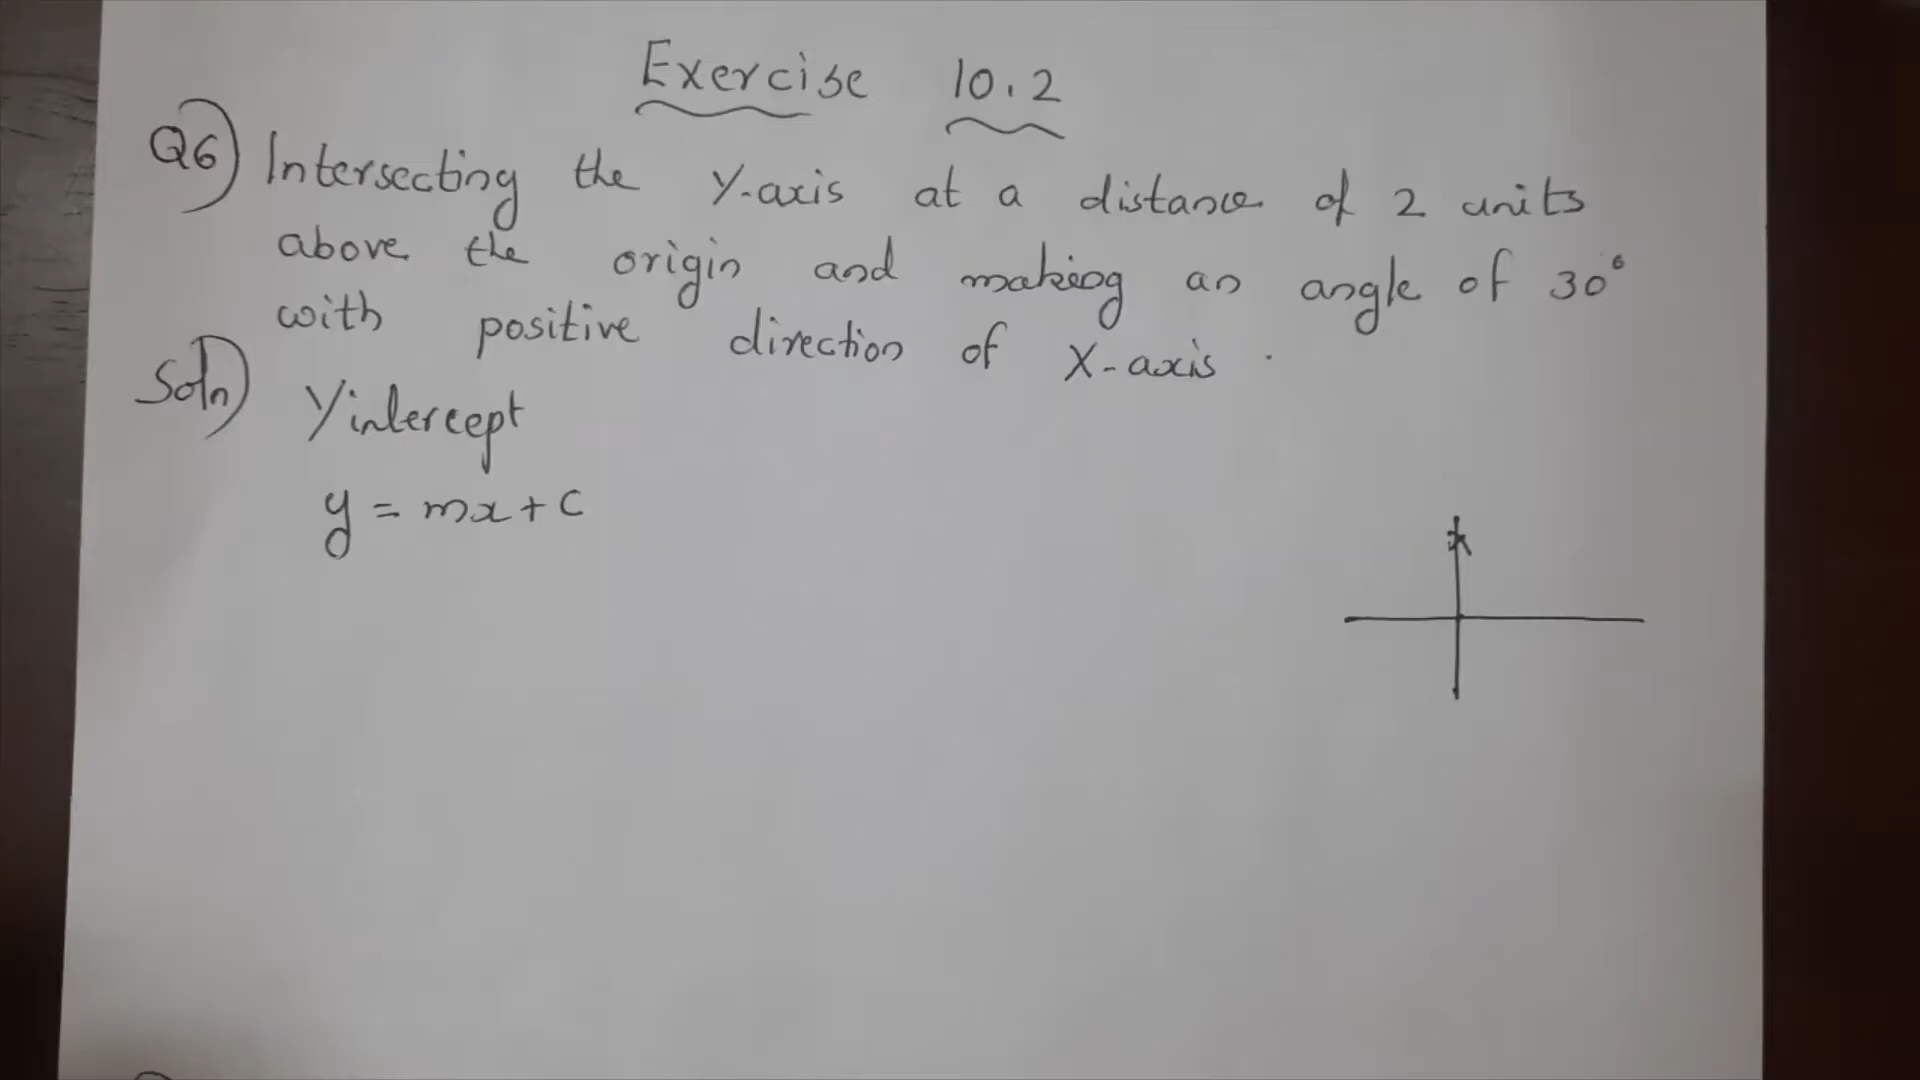 Exercise 10.2
Q6) Intersecting the Y-axis at a distance of 2 units
above the origin and making an angle of 30°
with positive direction of X-axis.
Soln) Y intercept
y = mx + c